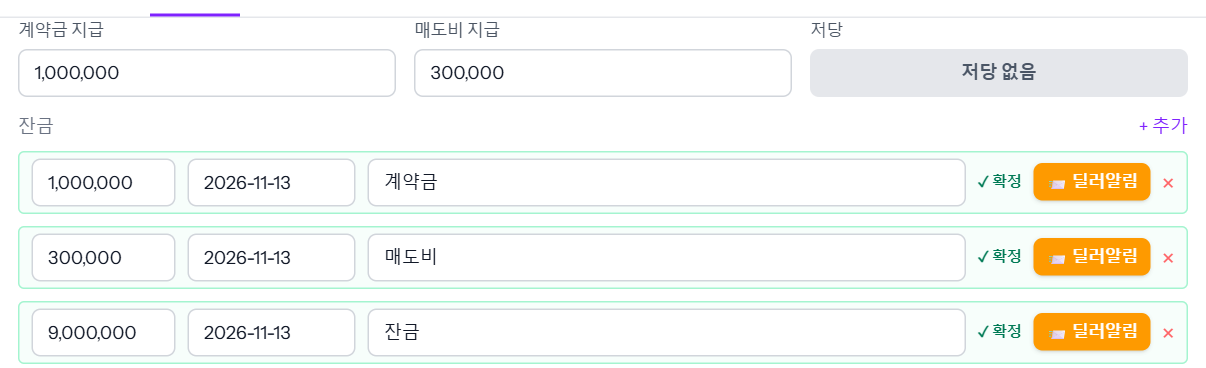 계약금 지급 매도비 지급 저당
1,000,000 300,000 저당 없음
잔금 + 추가
1,000,000 2026-11-13 계약금 ✓ 확정 📨 딜러알림 ×
300,000 2026-11-13 매도비 ✓ 확정 📨 딜러알림 ×
9,000,000 2026-11-13 잔금 ✓ 확정 📨 딜러알림 ×